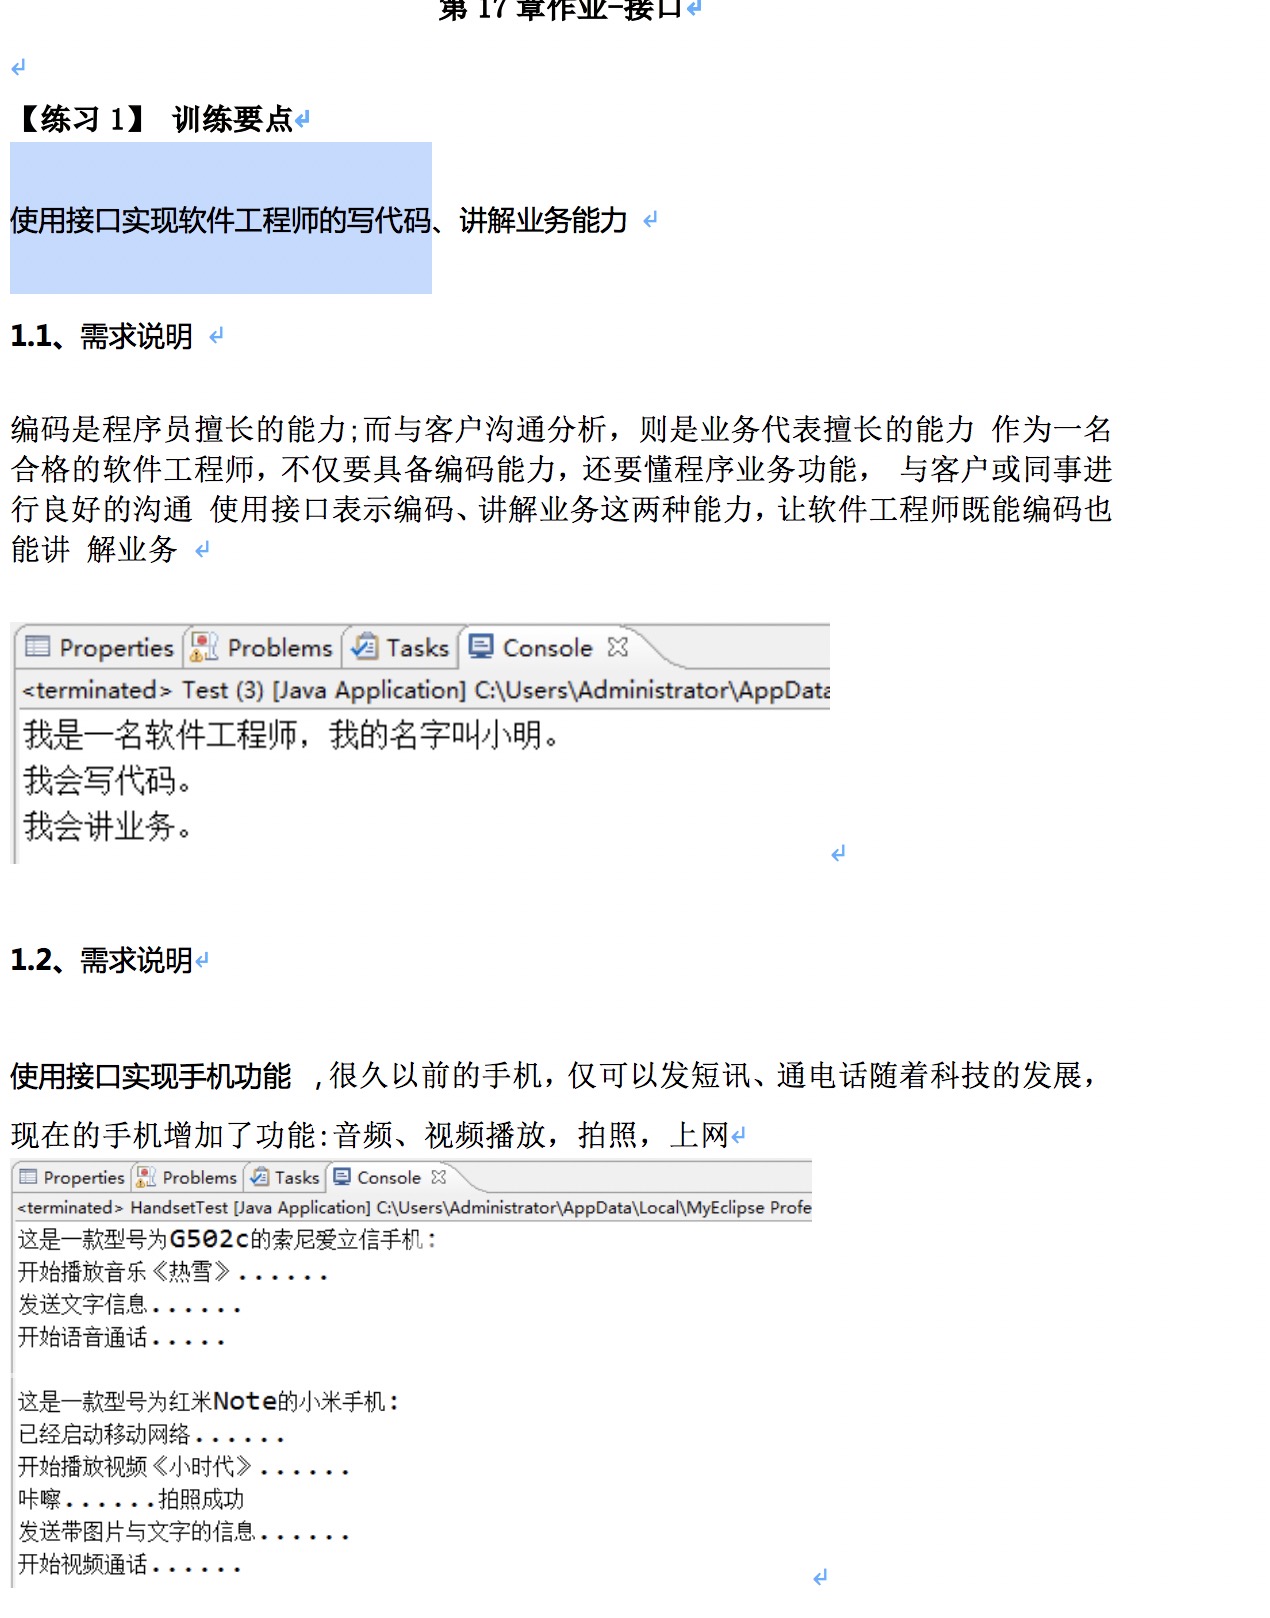 第 17 章作业-接口
【练习 1】 训练要点
使用接口实现软件工程师的写代码、讲解业务能力
1.1、需求说明
编码是程序员擅长的能力;而与客户沟通分析，则是业务代表擅长的能力 作为一名
合格的软件工程师，不仅要具备编码能力，还要懂程序业务功能， 与客户或同事进
行良好的沟通 使用接口表示编码、讲解业务这两种能力，让软件工程师既能编码也
能讲 解业务
Properties Problems Tasks Console
<terminated> Test (3) [Java Application] C:\Users\Administrator\AppData
我是一名软件工程师，我的名字叫小明。
我会写代码。
我会讲业务。
1.2、需求说明
使用接口实现手机功能 ,很久以前的手机，仅可以发短讯、通电话随着科技的发展，
现在的手机增加了功能:音频、视频播放，拍照，上网
Properties Problems Tasks Console
<terminated> HandsetTest [Java Application] C:\Users\Administrator\AppData\Local\MyEclipse Profe
这是一款型号为G502c的索尼爱立信手机:
开始播放音乐《热雪》......
发送文字信息......
开始语音通话.....
这是一款型号为红米Note的小米手机:
已经启动移动网络......
开始播放视频《小时代》......
咔嚓......拍照成功
发送带图片与文字的信息......
开始视频通话......